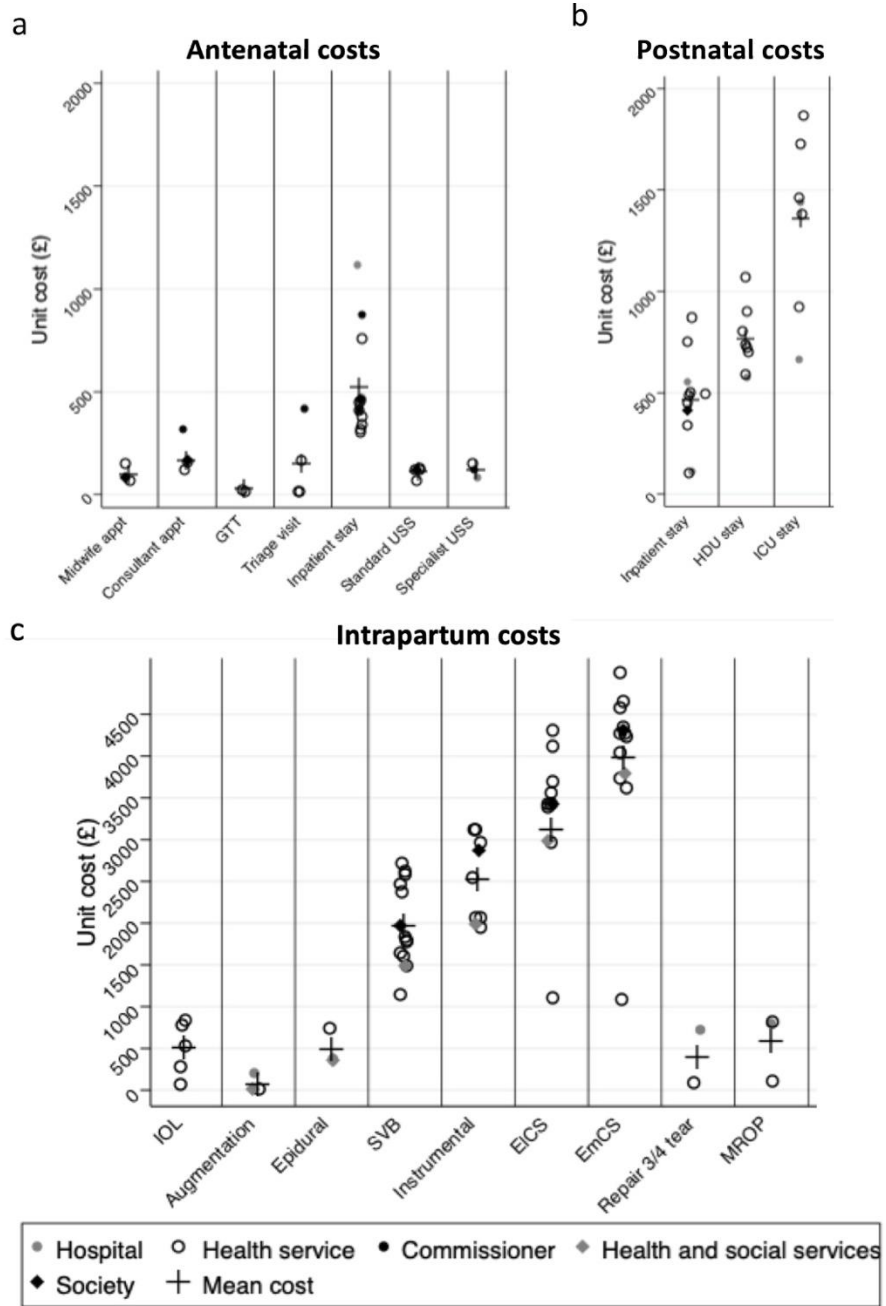 a
Antenatal costs
Unit cost (£)
2000
1500
1000
500
0
Midwife appt
Consultant appt
GTT
Triage visit
Inpatient stay
Standard USS
Specialist USS
b
Postnatal costs
Unit cost (£)
2000
1500
1000
500
0
Inpatient stay
HDU stay
ICU stay
c
Intrapartum costs
Unit cost (£)
4500
4000
3500
3000
2500
2000
1500
1000
500
0
IOL
Augmentation
Epidural
SVB
Instrumental
ElCS
EmCS
Repair 3/4 tear
MROP
Hospital Health service Commissioner Health and social services
Society Mean cost